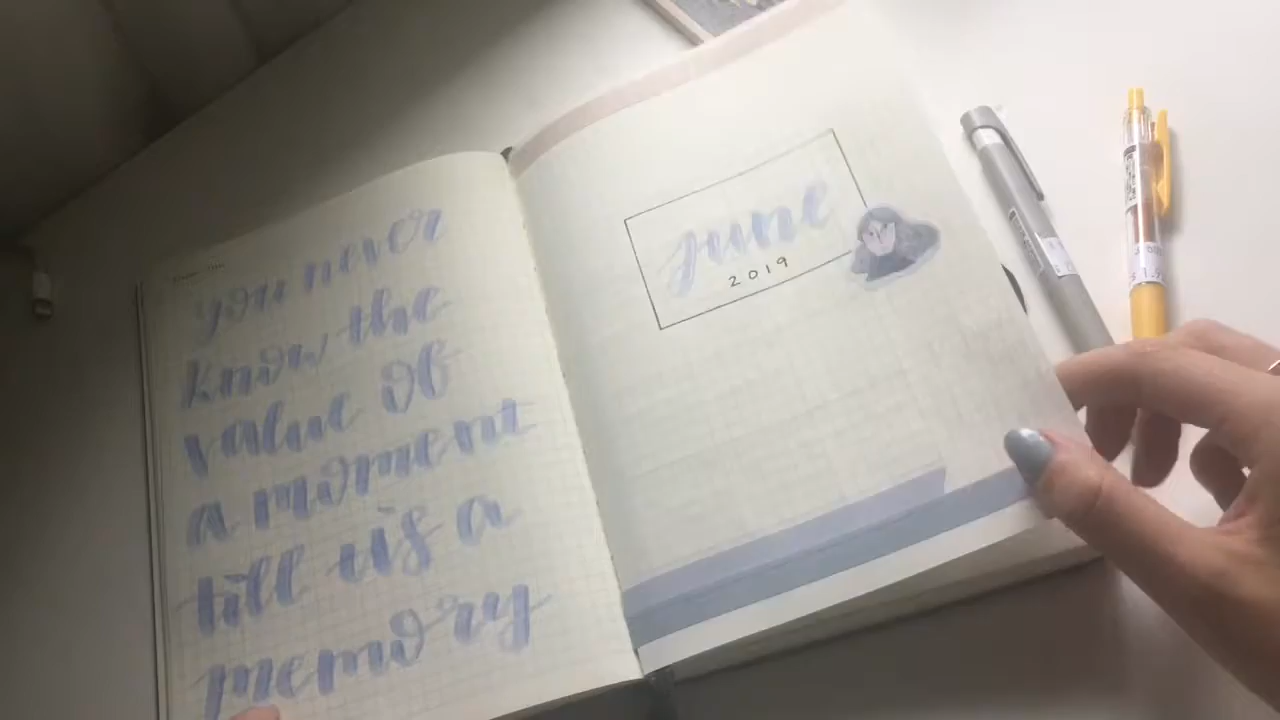 you never
know the
value of
a moment
till it's a
memory
June
2019